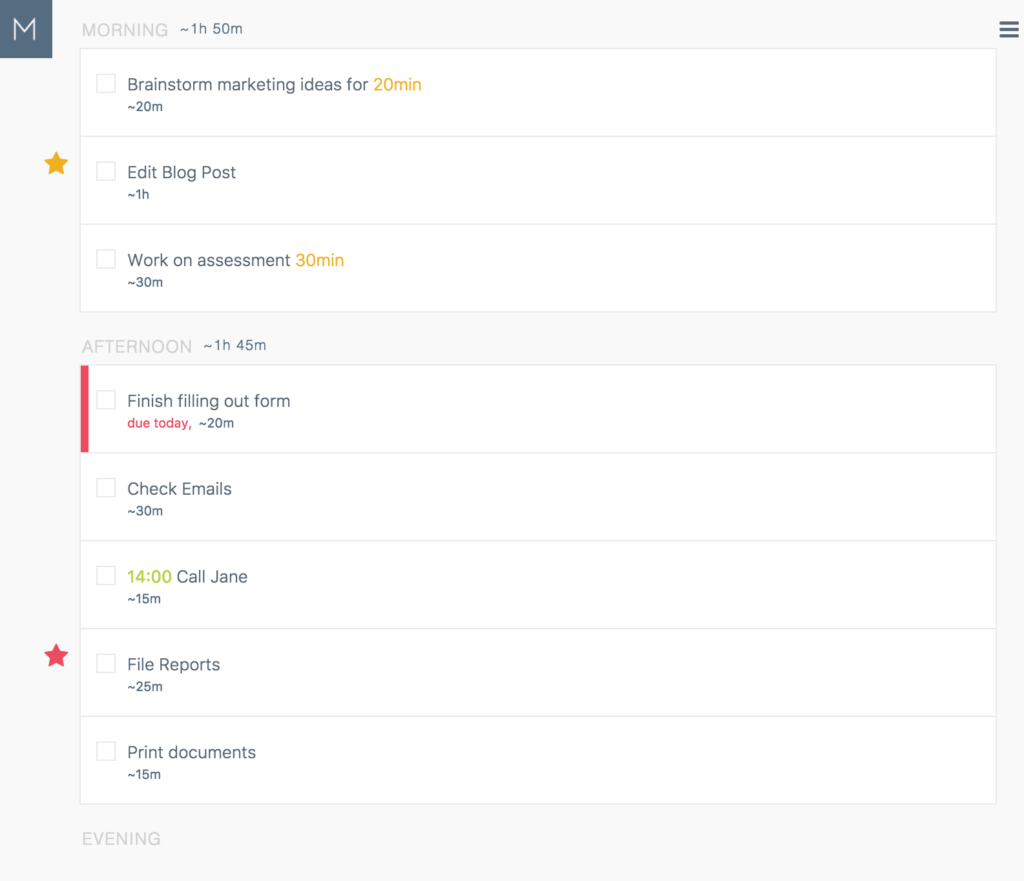 M
MORNING ~1h 50m
Brainstorm marketing ideas for 20min
~20m
Edit Blog Post
~1h
Work on assessment 30min
~30m
AFTERNOON ~1h 45m
Finish filling out form
due today, ~20m
Check Emails
~30m
14:00 Call Jane
~15m
File Reports
~25m
Print documents
~15m
EVENING